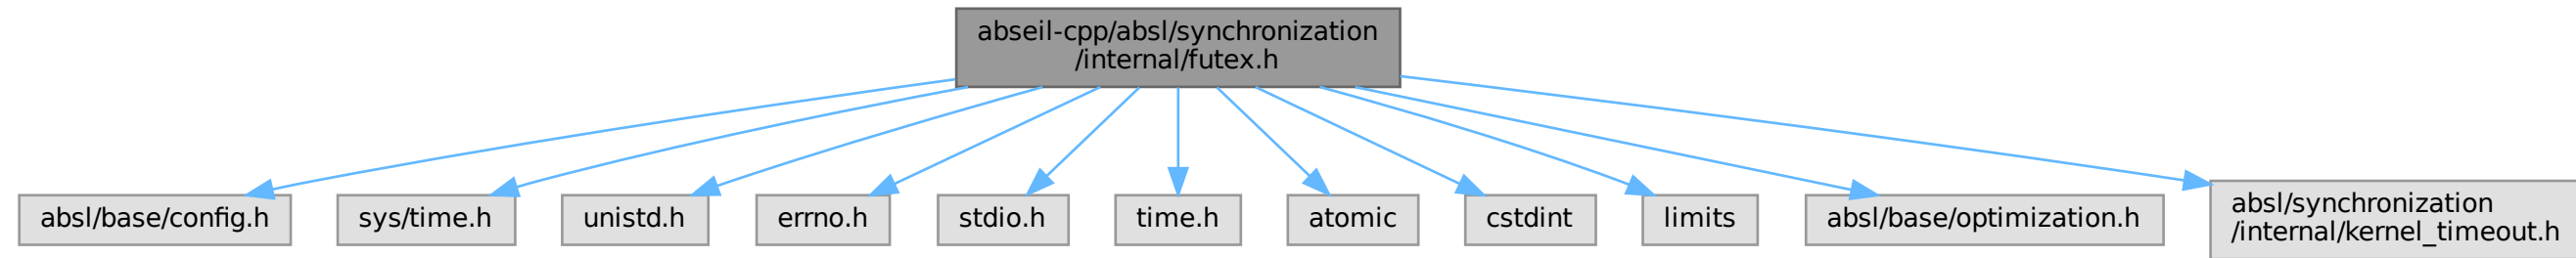 abseil-cpp/absl/synchronization
/internal/futex.h
absl/base/config.h
sys/time.h
unistd.h
errno.h
stdio.h
time.h
atomic
cstdint
limits
absl/base/optimization.h
absl/synchronization
/internal/kernel_timeout.h